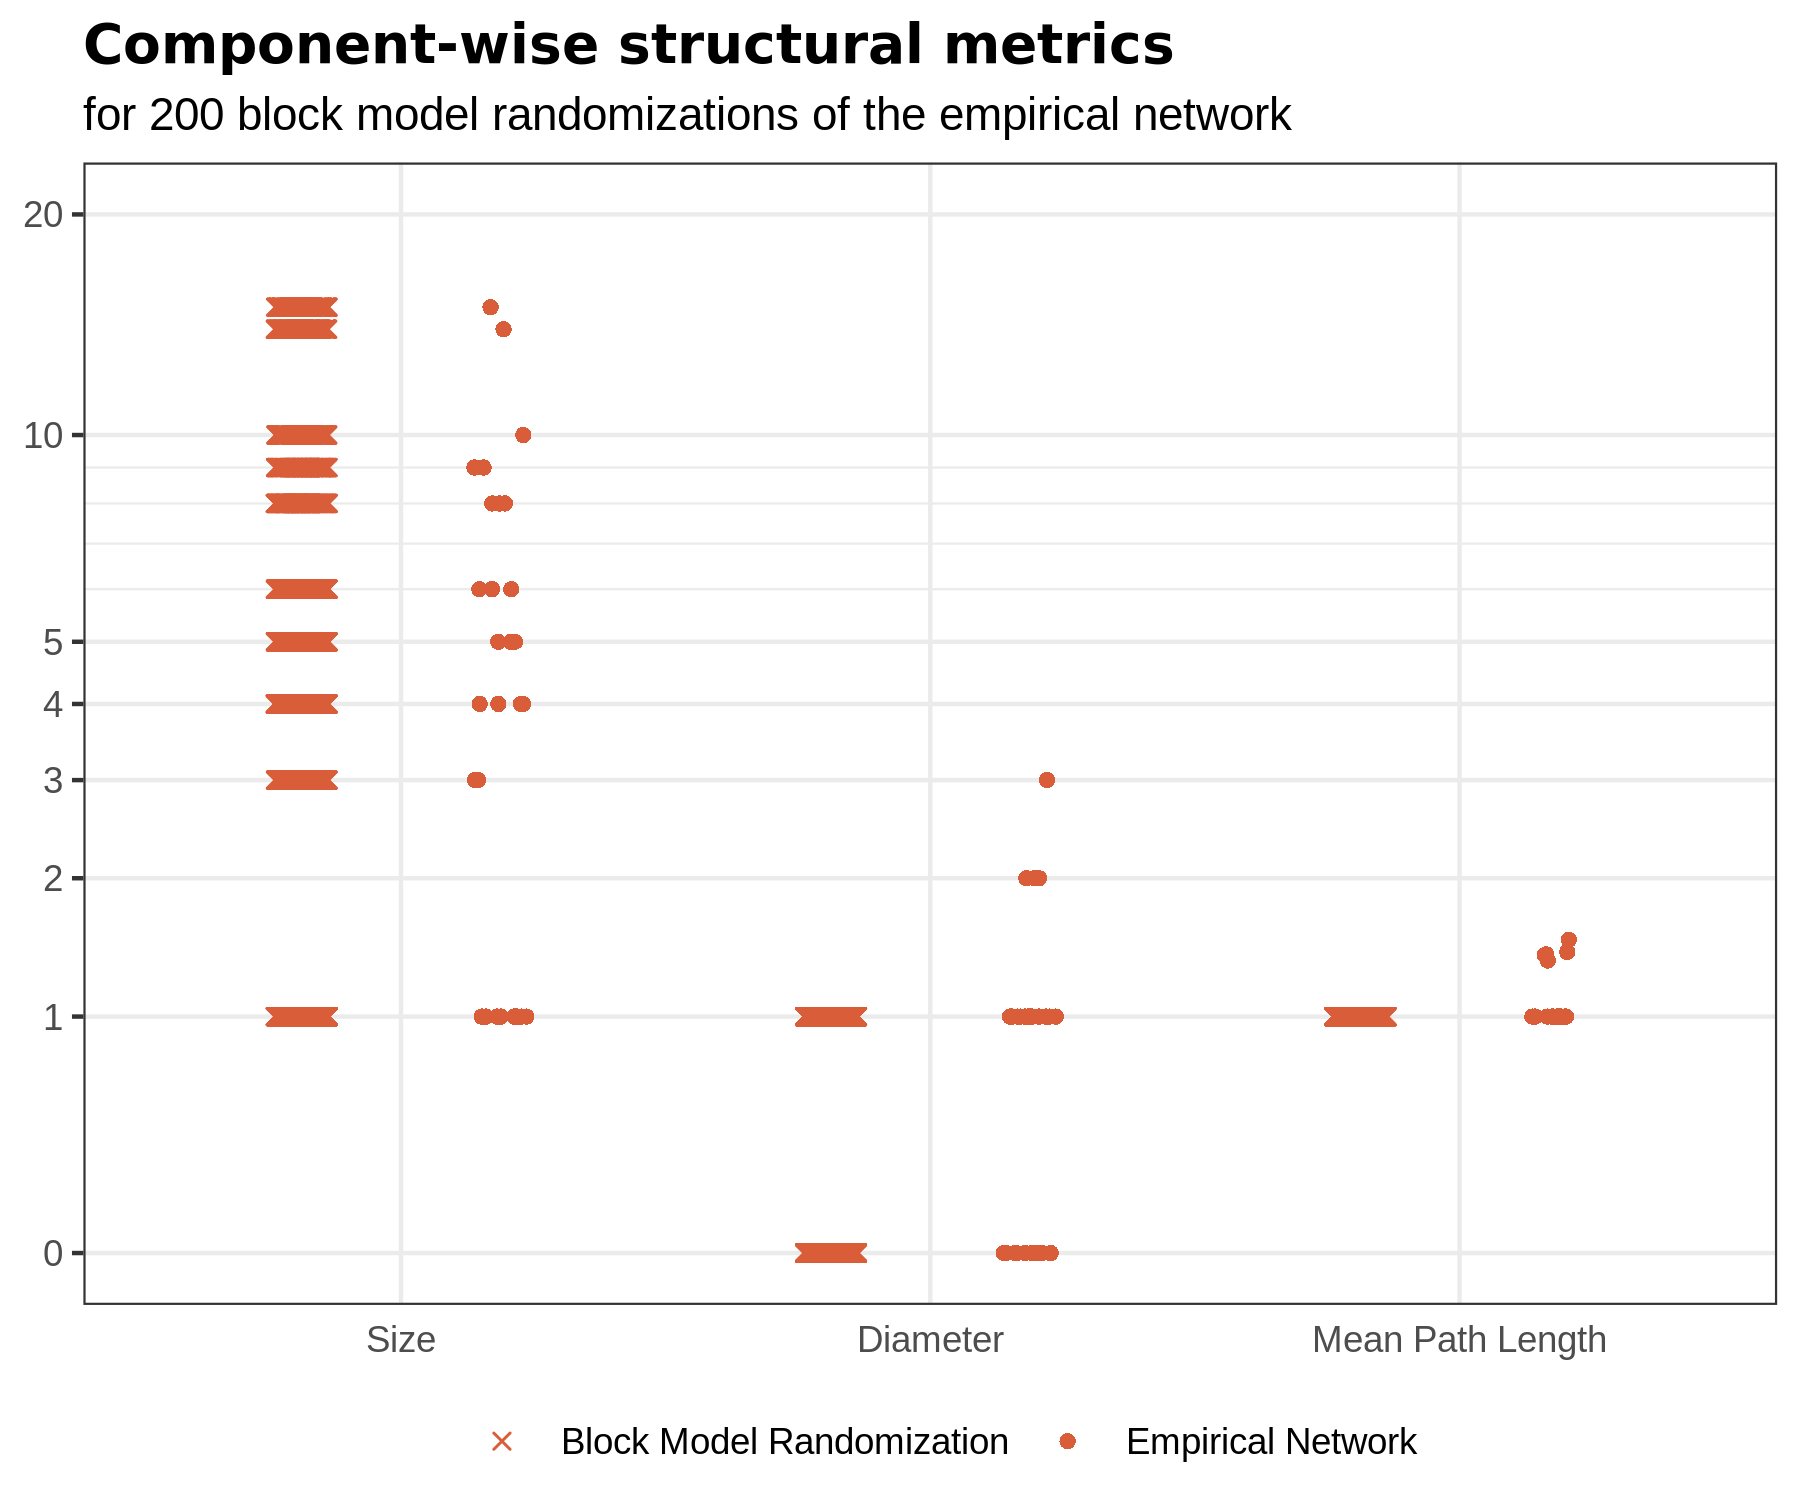 Component-wise structural metrics
for 200 block model randomizations of the empirical network
20
10
5
4
3
2
1
0
Size Diameter Mean Path Length
Block Model Randomization Empirical Network